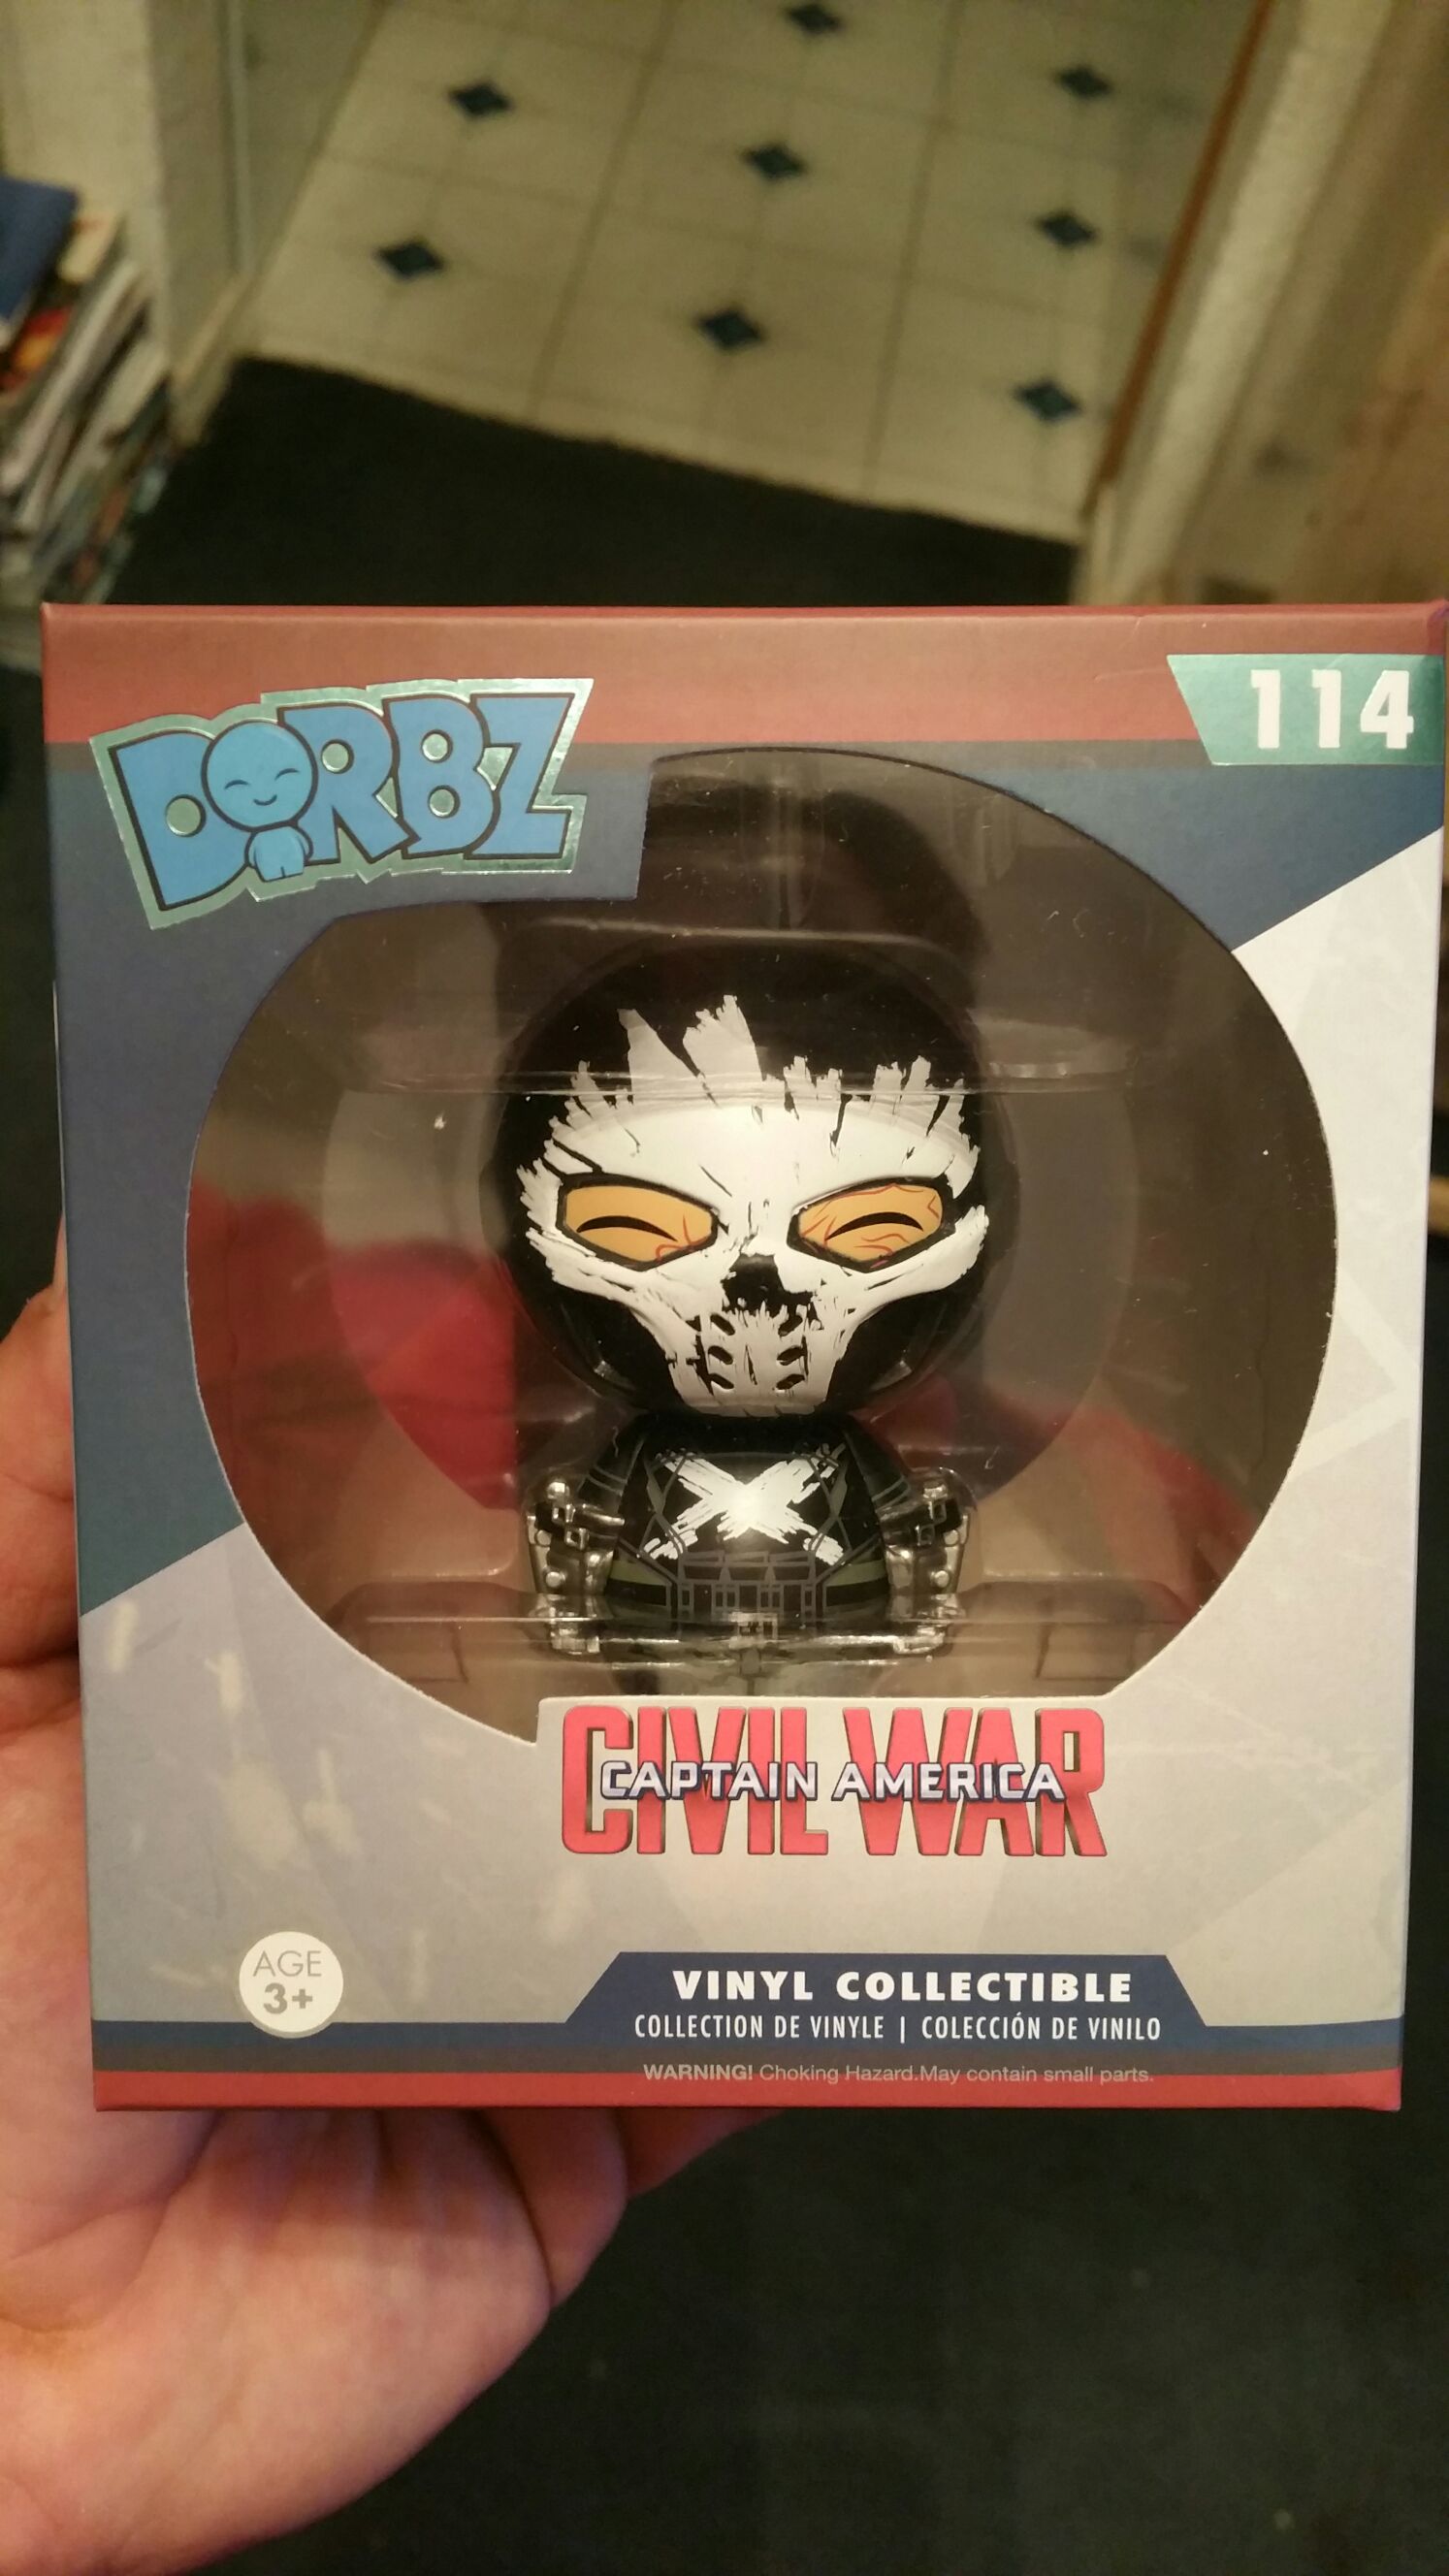 DORBZ
114
CIVIL WAR
CAPTAIN AMERICA
AGE
3+
VINYL COLLECTIBLE
COLLECTION DE VINYLE | COLECCIÓN DE VINILO
WARNING! Choking Hazard.May contain small parts.